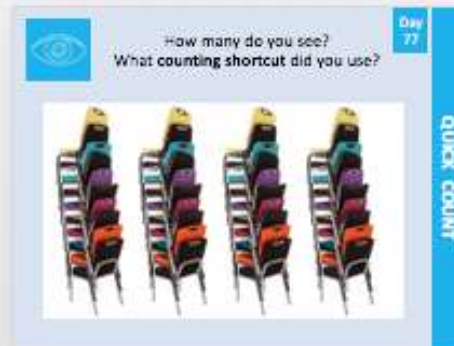 How many do you see?
What counting shortcut did you use?
Day
77
QUICK COUNT